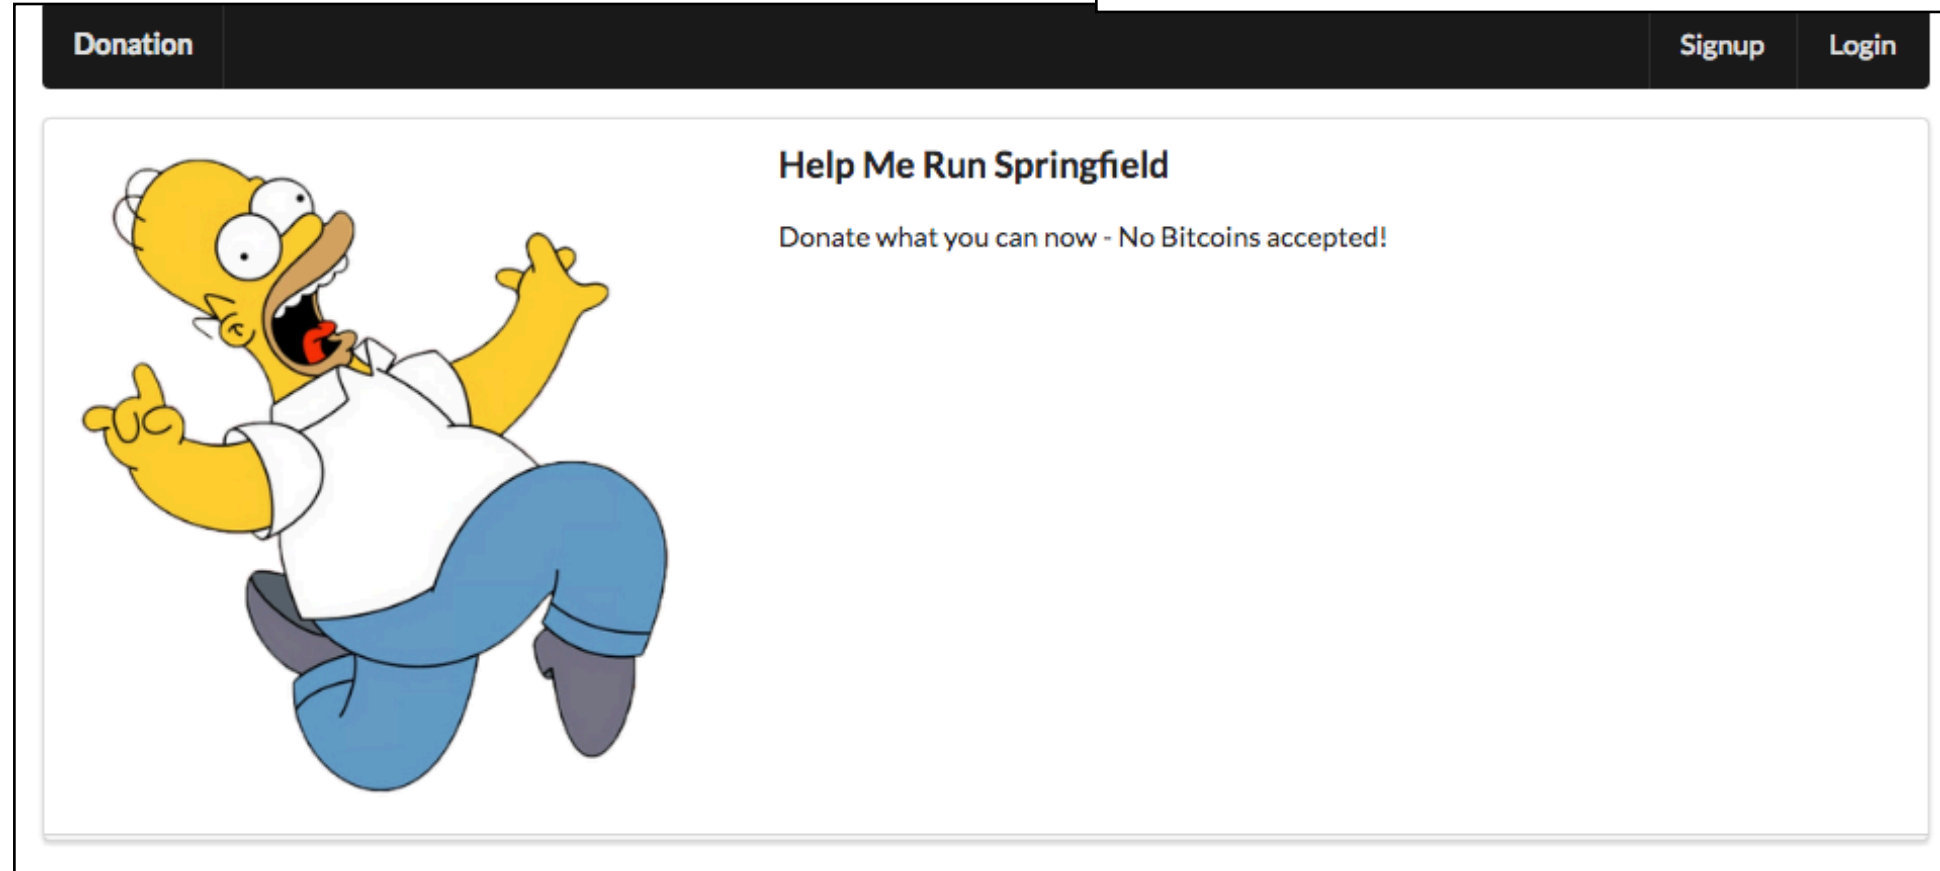 Donation
Signup
Login
Help Me Run Springfield
Donate what you can now - No Bitcoins accepted!